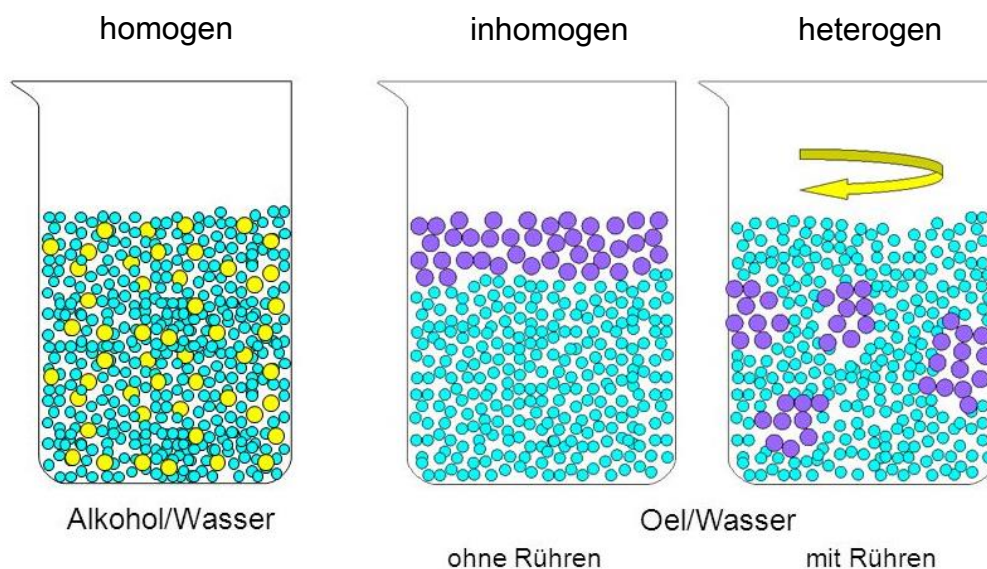 homogen
inhomogen
heterogen
Alkohol/Wasser
Oel/Wasser
ohne Rühren
mit Rühren